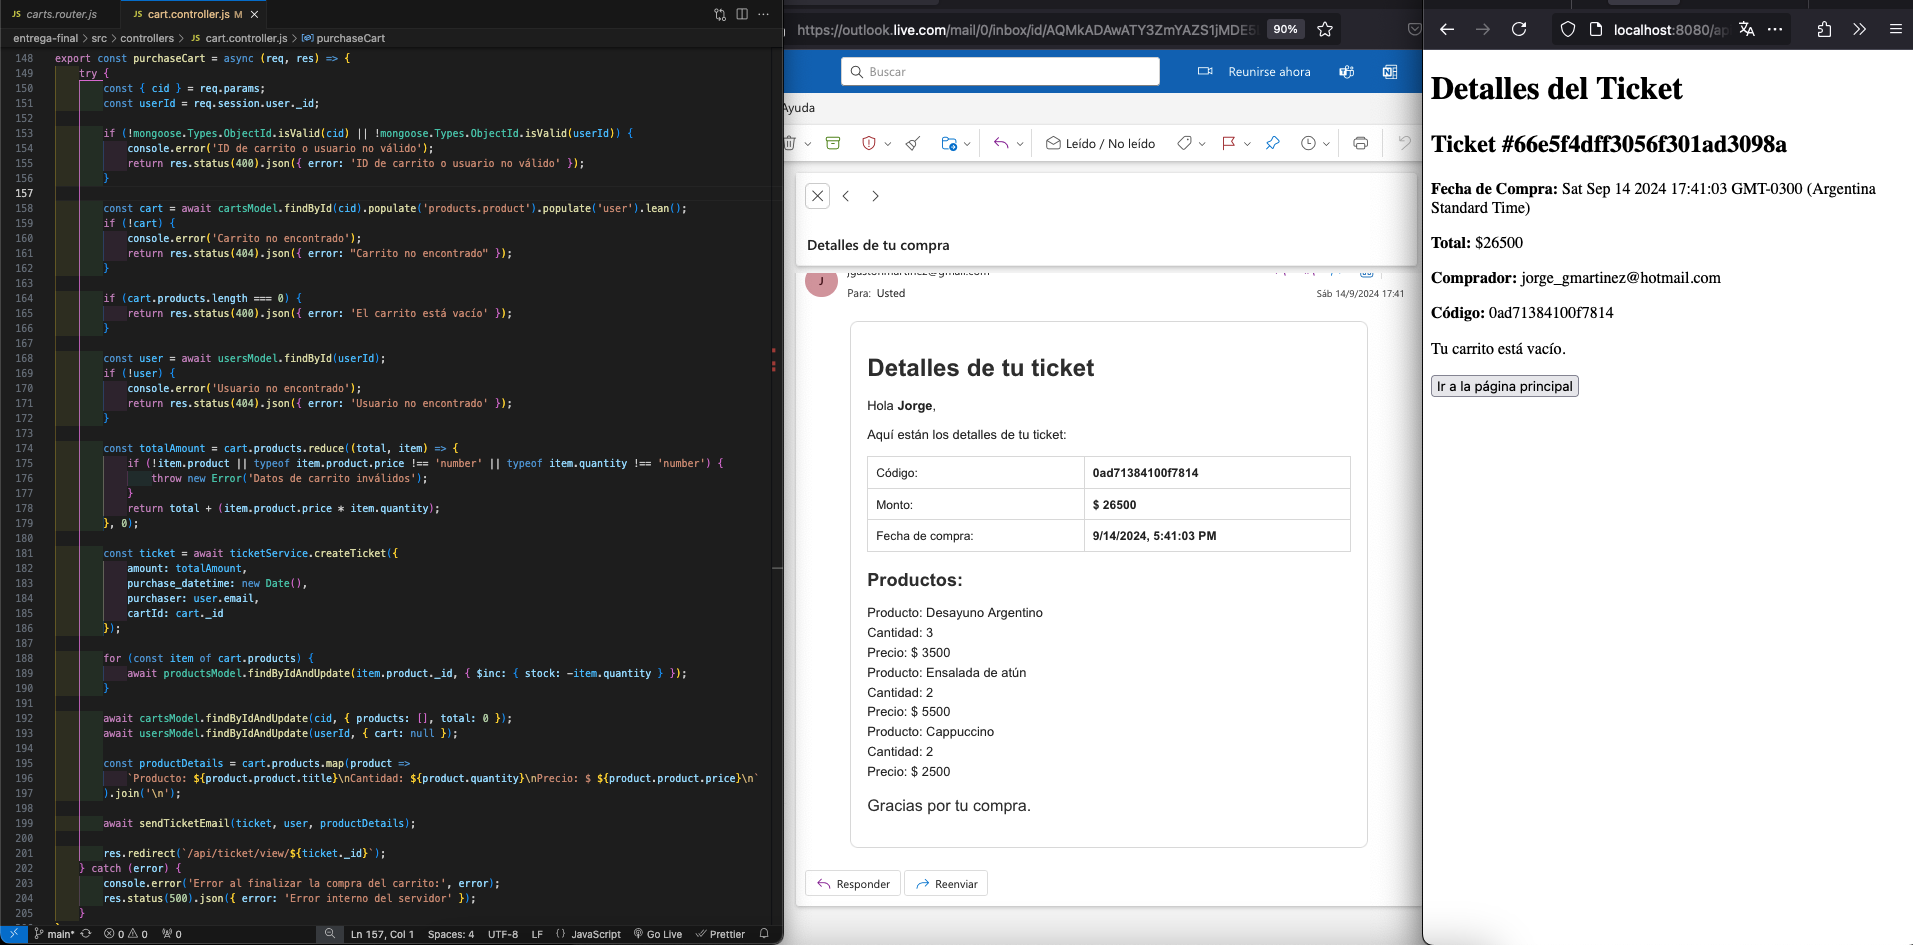 JS carts.router.js
JS cart.controller.js M
entrega-final > src > controllers > JS cart.controller.js > purchaseCart
148 export const purchaseCart = async (req, res) => {
149 try {
150 const { cid } = req.params;
151 const userId = req.session.user._id;
152
153 if (!mongoose.Types.ObjectId.isValid(cid) || !mongoose.Types.ObjectId.isValid(userId)) {
154 console.error('ID de carrito o usuario no válido');
155 return res.status(400).json({ error: 'ID de carrito o usuario no válido' });
156 }
157
158 const cart = await cartsModel.findById(cid).populate('products.product').populate('user').lean();
159 if (!cart) {
160 console.error('Carrito no encontrado');
161 return res.status(404).json({ error: "Carrito no encontrado" });
162 }
163
164 if (cart.products.length === 0) {
165 return res.status(400).json({ error: 'El carrito está vacío' });
166 }
167
168 const user = await usersModel.findById(userId);
169 if (!user) {
170 console.error('Usuario no encontrado');
171 return res.status(404).json({ error: 'Usuario no encontrado' });
172 }
173
174 const totalAmount = cart.products.reduce((total, item) => {
175 if (!item.product || typeof item.product.price !== 'number' || typeof item.quantity !== 'number') {
176 throw new Error('Datos de carrito inválidos');
177 }
178 return total + (item.product.price * item.quantity);
179 }, 0);
180
181 const ticket = await ticketService.createTicket({
182 amount: totalAmount,
183 purchase_datetime: new Date(),
184 purchaser: user.email,
185 cartId: cart._id
186 });
187
188 for (const item of cart.products) {
189 await productsModel.findByIdAndUpdate(item.product._id, { $inc: { stock: -item.quantity } });
190 }
191
192 await cartsModel.findByIdAndUpdate(cid, { products: [], total: 0 });
193 await usersModel.findByIdAndUpdate(userId, { cart: null });
194
195 const productDetails = cart.products.map(product =>
196 `Producto: ${product.product.title}\nCantidad: ${product.quantity}\nPrecio: $ ${product.product.price}\n`
197 ).join('\n');
198
199 await sendTicketEmail(ticket, user, productDetails);
200
201 res.redirect(`/api/ticket/view/${ticket._id}`);
202 } catch (error) {
203 console.error('Error al finalizar la compra del carrito:', error);
204 res.status(500).json({ error: 'Error interno del servidor' });
205 }
main* 0 0 0 Ln 157, Col 1 Spaces: 4 UTF-8 LF {} JavaScript Go Live Prettier
https://outlook.live.com/mail/0/inbox/id/AQMkADAwATY3ZmYAZS1jMDE5 90%
Buscar
Reunirse ahora
Ayuda
Leído / No leído
Detalles de tu compra
J
jgastonmartinez@gmail.com
Para: Usted
Sáb 14/9/2024 17:41
Detalles de tu ticket
Hola Jorge,
Aquí están los detalles de tu ticket:
Código: 0ad71384100f7814
Monto: $ 26500
Fecha de compra: 9/14/2024, 5:41:03 PM
Productos:
Producto: Desayuno Argentino
Cantidad: 3
Precio: $ 3500
Producto: Ensalada de atún
Cantidad: 2
Precio: $ 5500
Producto: Cappuccino
Cantidad: 2
Precio: $ 2500
Gracias por tu compra.
Responder
Reenviar
localhost:8080/ap
Detalles del Ticket
Ticket #66e5f4dff3056f301ad3098a
Fecha de Compra: Sat Sep 14 2024 17:41:03 GMT-0300 (Argentina
Standard Time)
Total: $26500
Comprador: jorge_gmartinez@hotmail.com
Código: 0ad71384100f7814
Tu carrito está vacío.
Ir a la página principal